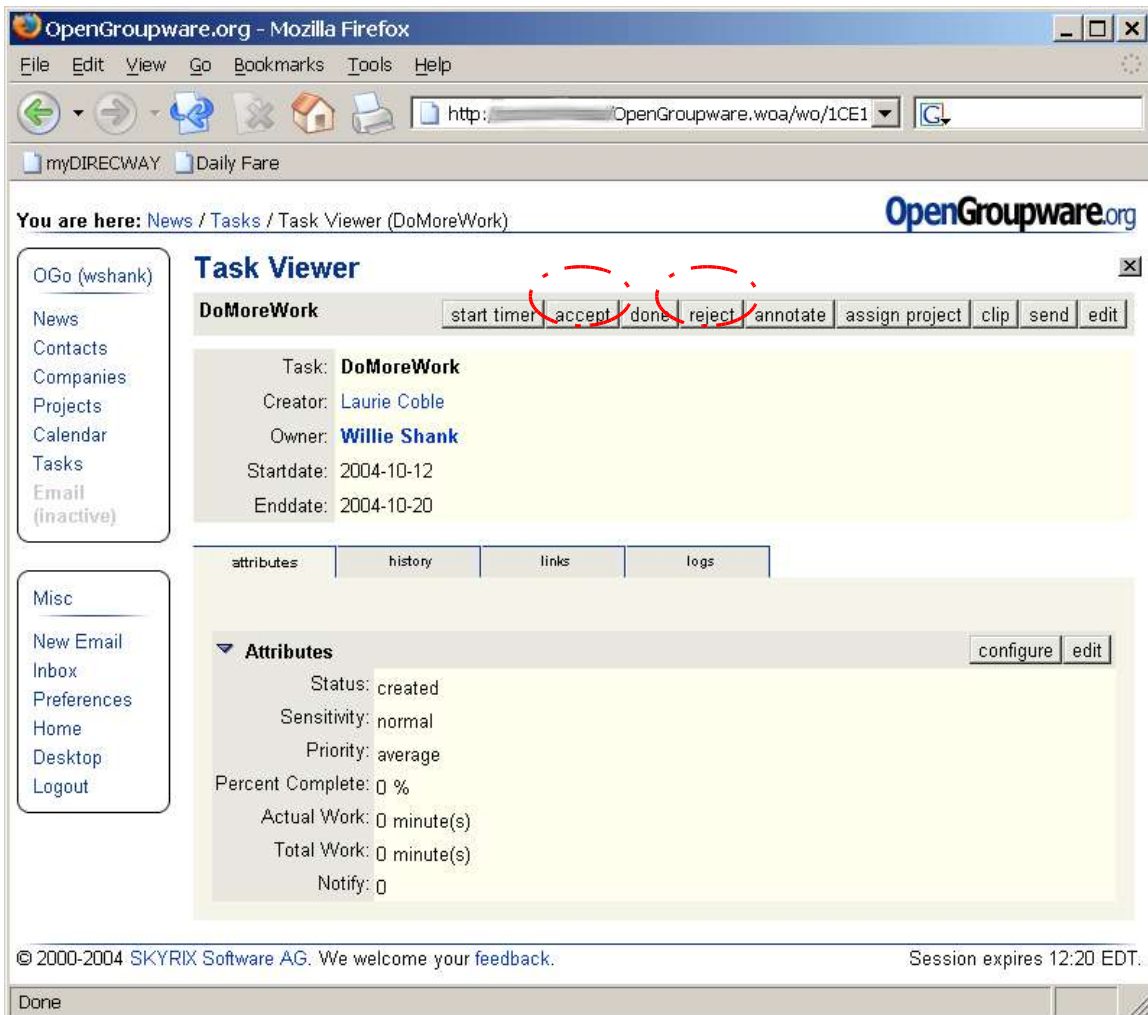 OpenGroupware.org - Mozilla Firefox
File Edit View Go Bookmarks Tools Help
http: /OpenGroupware.woa/wo/1CE1 G
myDIRECWAY Daily Fare
You are here: News / Tasks / Task Viewer (DoMoreWork) OpenGroupware.org
OGo (wshank)
News
Contacts
Companies
Projects
Calendar
Tasks
Email
(inactive)
Misc
New Email
Inbox
Preferences
Home
Desktop
Logout
Task Viewer
DoMoreWork start timer accept done reject annotate assign project clip send edit
Task: DoMoreWork
Creator: Laurie Coble
Owner: Willie Shank
Startdate: 2004-10-12
Enddate: 2004-10-20
attributes history links logs
Attributes configure edit
Status: created
Sensitivity: normal
Priority: average
Percent Complete: 0 %
Actual Work: 0 minute(s)
Total Work: 0 minute(s)
Notify: 0
© 2000-2004 SKYRIX Software AG. We welcome your feedback. Session expires 12:20 EDT.
Done